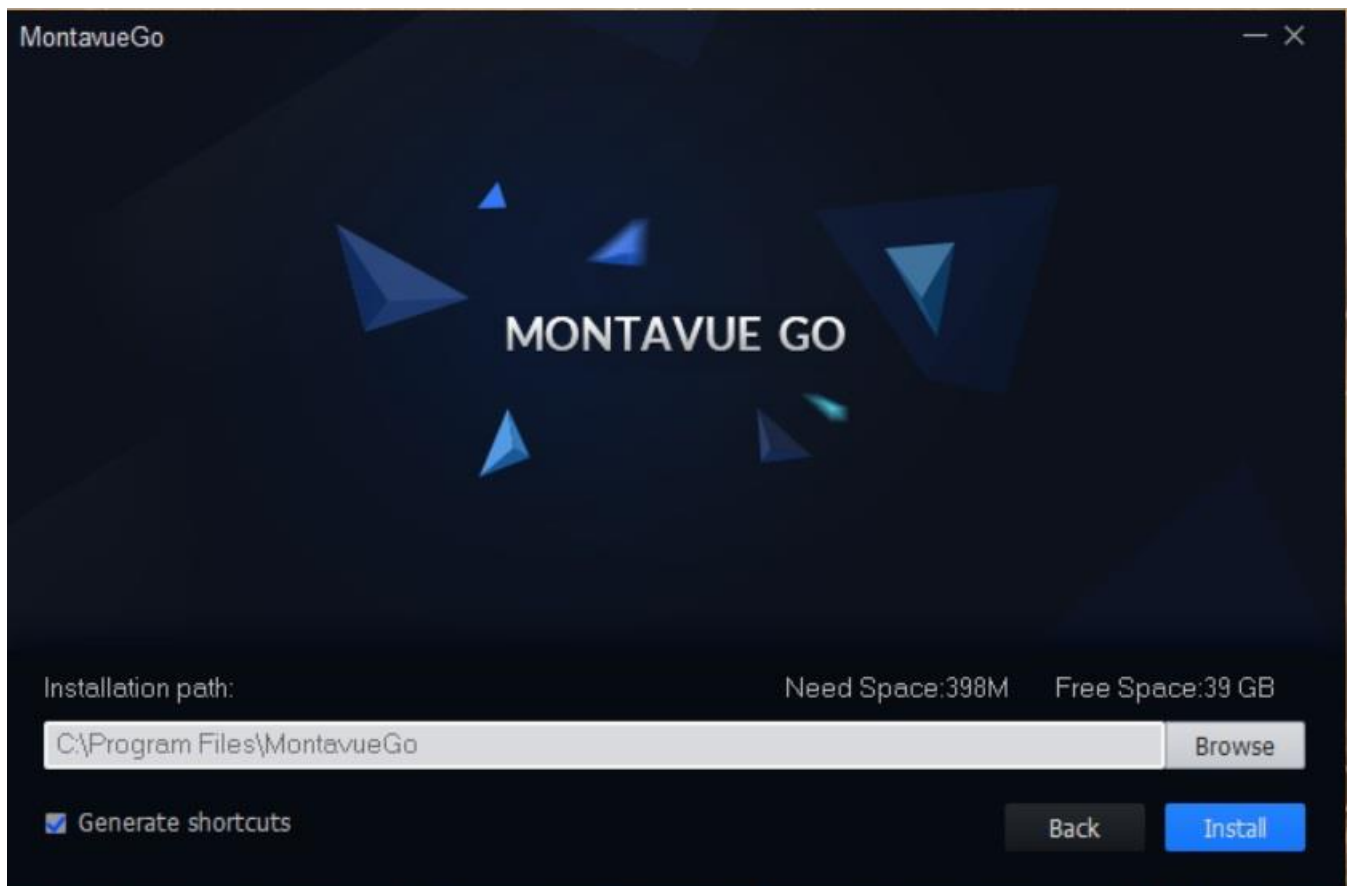 MontavueGo
MONTAVUE GO
Installation path: Need Space:398M Free Space:39 GB
C:\Program Files\MontavueGo Browse
Generate shortcuts Back Install